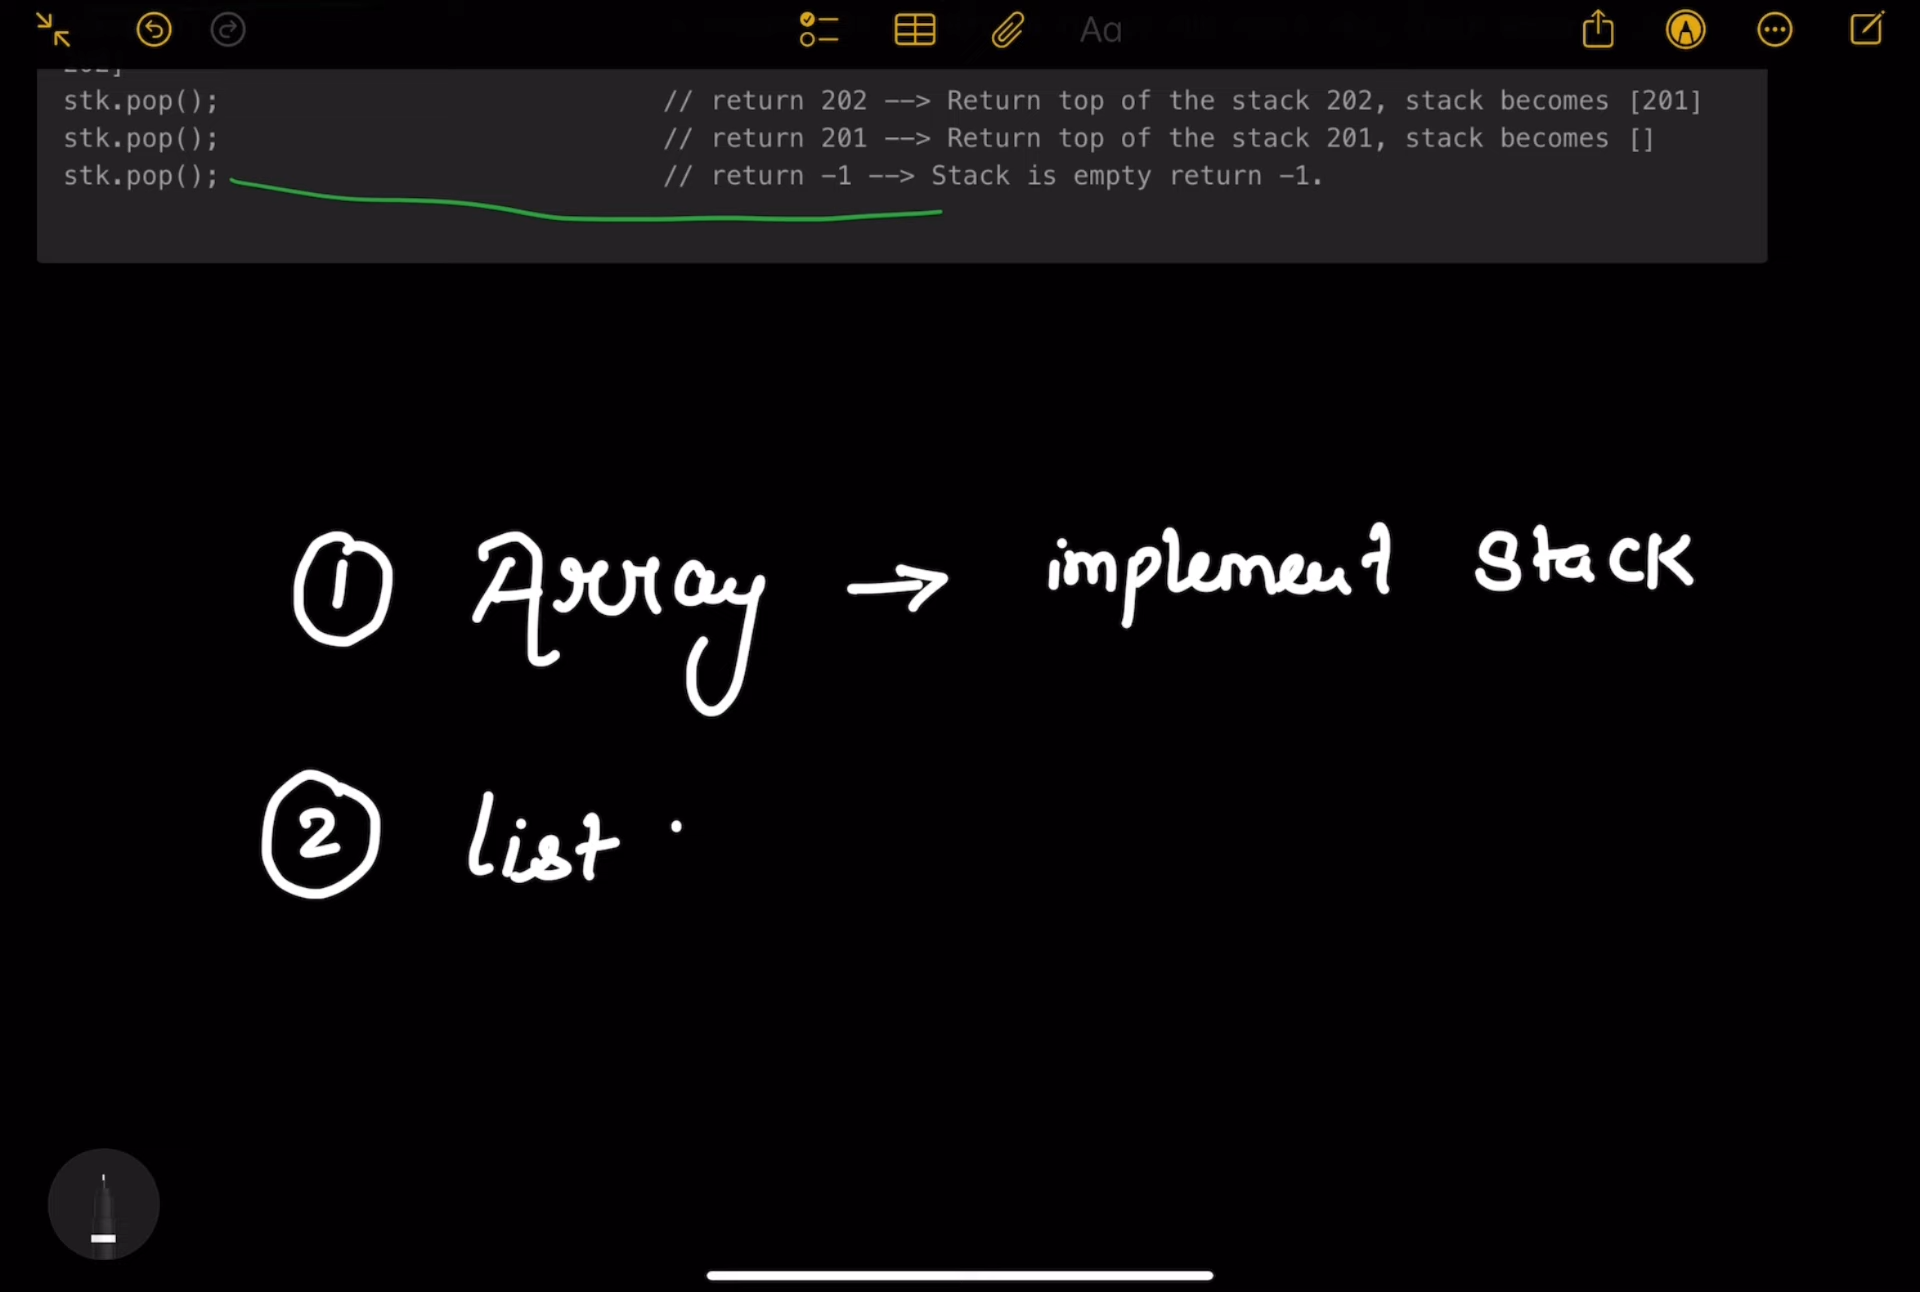 Aa
202]
stk.pop(); // return 202 --> Return top of the stack 202, stack becomes [201]
stk.pop(); // return 201 --> Return top of the stack 201, stack becomes []
stk.pop(); // return -1 --> Stack is empty return -1.
1 Array → implement Stack
2 list